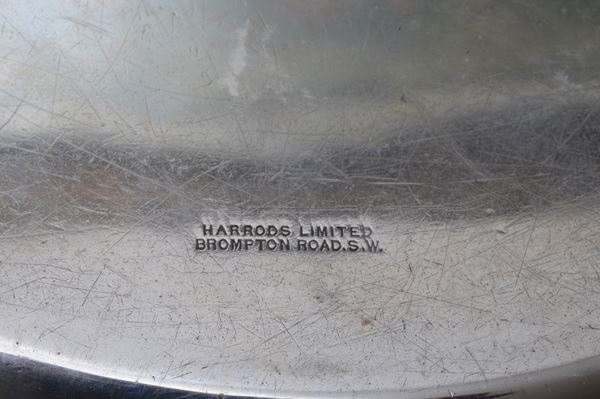 HARRODS LIMITED
BROMPTON ROAD.S.W.